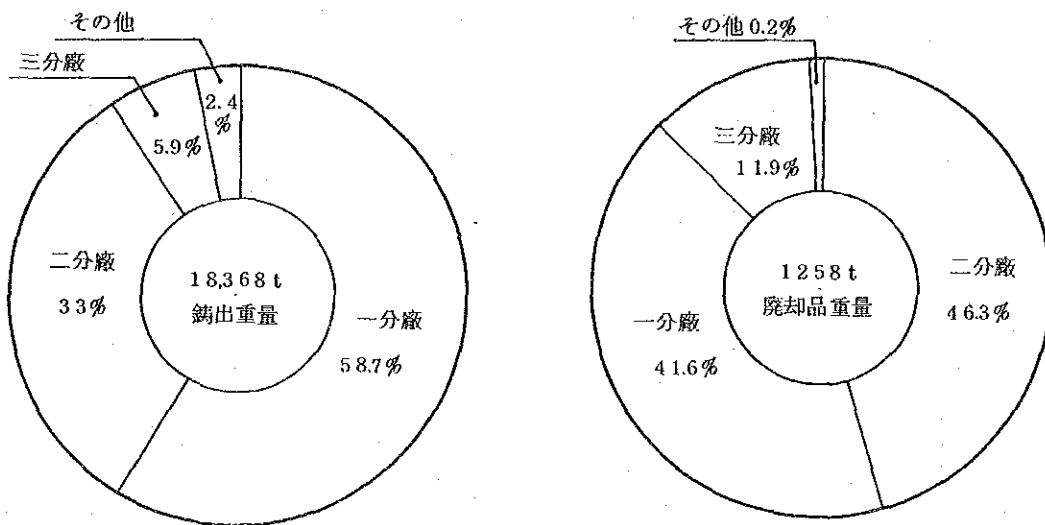 その他
三分廠
2.4
%
5.9%
二分廠
33%
18,368t
鋳出重量
一分廠
58.7%
その他 0.2%
三分廠
11.9%
1258t
廃却品重量
二分廠
46.3%
一分廠
41.6%